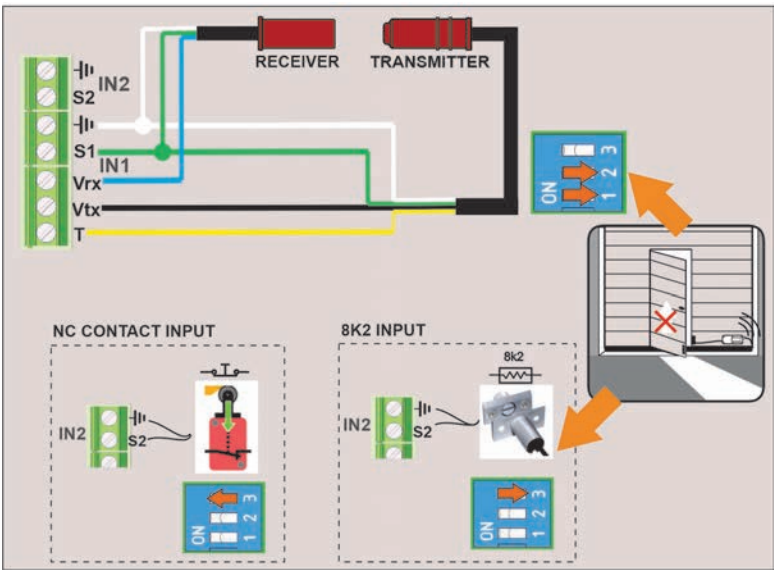 RECEIVER
TRANSMITTER
IN2
S2
S1
IN1
Vrx
Vtx
T
ON
1 2 3
NC CONTACT INPUT
IN2
S2
T
ON
1 2 3
8K2 INPUT
8k2
IN2
S2
ON
1 2 3